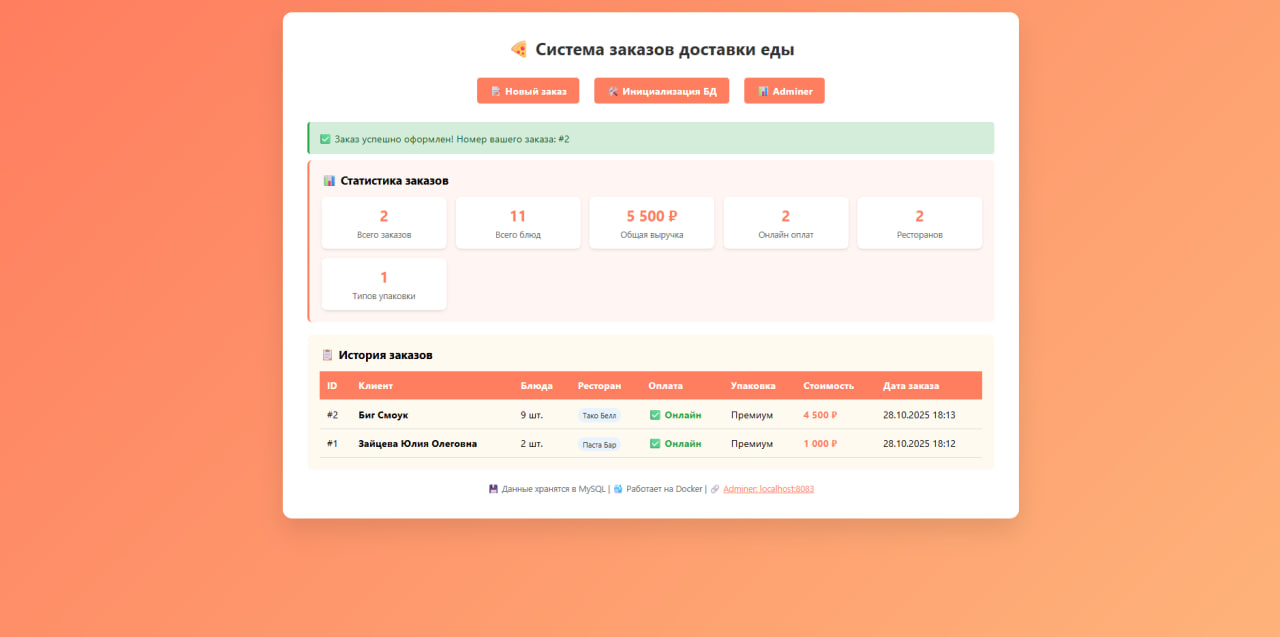 Система заказов доставки еды
Новый заказ
Инициализация БД
Adminer
Заказ успешно оформлен! Номер вашего заказа: #2
Статистика заказов
2
Всего заказов
11
Всего блюд
5 500 ₽
Общая выручка
2
Онлайн оплат
2
Ресторанов
1
Типов упаковки
История заказов
ID Клиент Блюда Ресторан Оплата Упаковка Стоимость Дата заказа
#2 Биг Смоук 9 шт. Тако Белл Онлайн Премиум 4 500 ₽ 28.10.2025 18:13
#1 Зайцева Юлия Олеговна 2 шт. Паста Бар Онлайн Премиум 1 000 ₽ 28.10.2025 18:12
Данные хранятся в MySQL | Работает на Docker | Adminer: localhost:8083